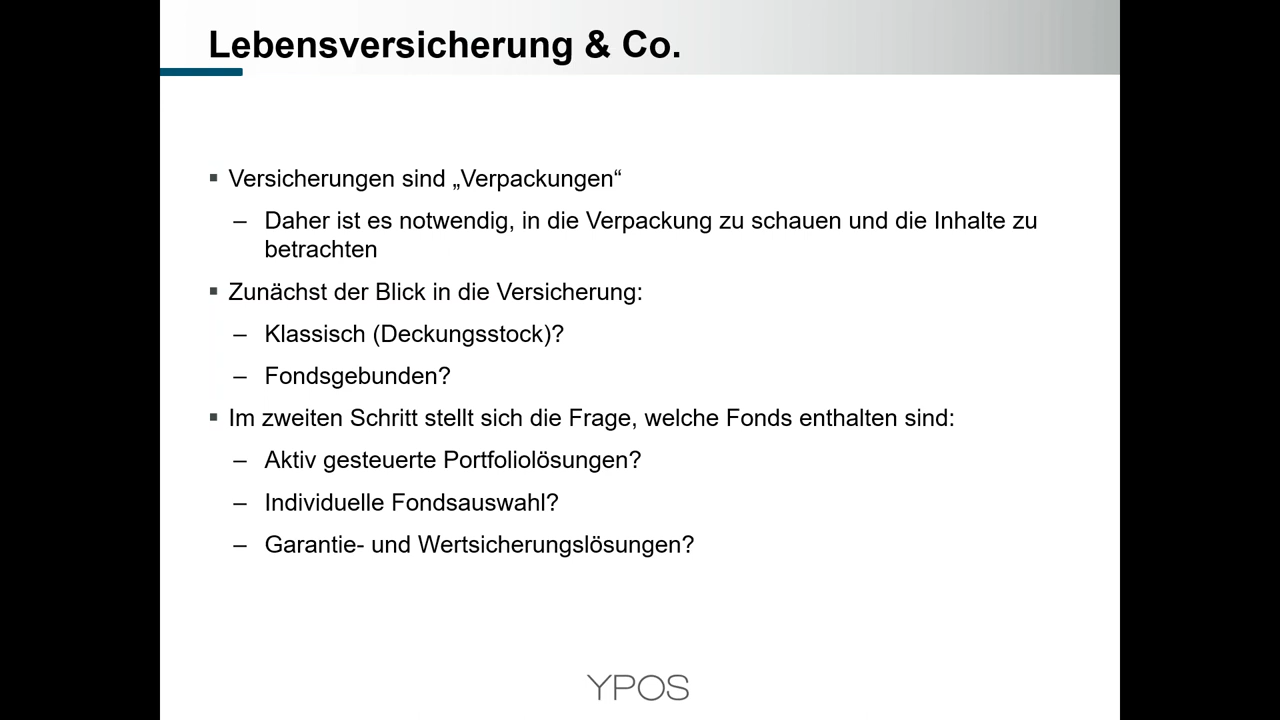 Lebensversicherung & Co.
▪ Versicherungen sind „Verpackungen“
– Daher ist es notwendig, in die Verpackung zu schauen und die Inhalte zu
betrachten
▪ Zunächst der Blick in die Versicherung:
– Klassisch (Deckungsstock)?
– Fondsgebunden?
▪ Im zweiten Schritt stellt sich die Frage, welche Fonds enthalten sind:
– Aktiv gesteuerte Portfoliolösungen?
– Individuelle Fondsauswahl?
– Garantie- und Wertsicherungslösungen?
YPOS